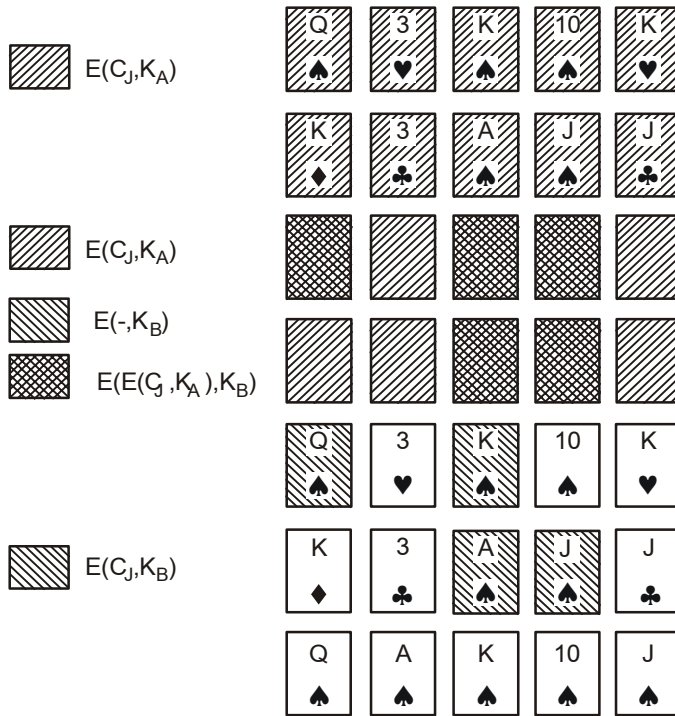 Q 3 K 10 K
E(C_J,K_A) ♠ ♥ ♠ ♠ ♥
K 3 A J J
♦ ♣ ♠ ♠ ♣
E(C_J,K_A)
E(-,K_B)
E(E(C_J,K_A),K_B)
Q 3 K 10 K
♠ ♥ ♠ ♠ ♥
K 3 A J J
E(C_J,K_B) ♦ ♣ ♠ ♠ ♣
Q A K 10 J
♠ ♠ ♠ ♠ ♠